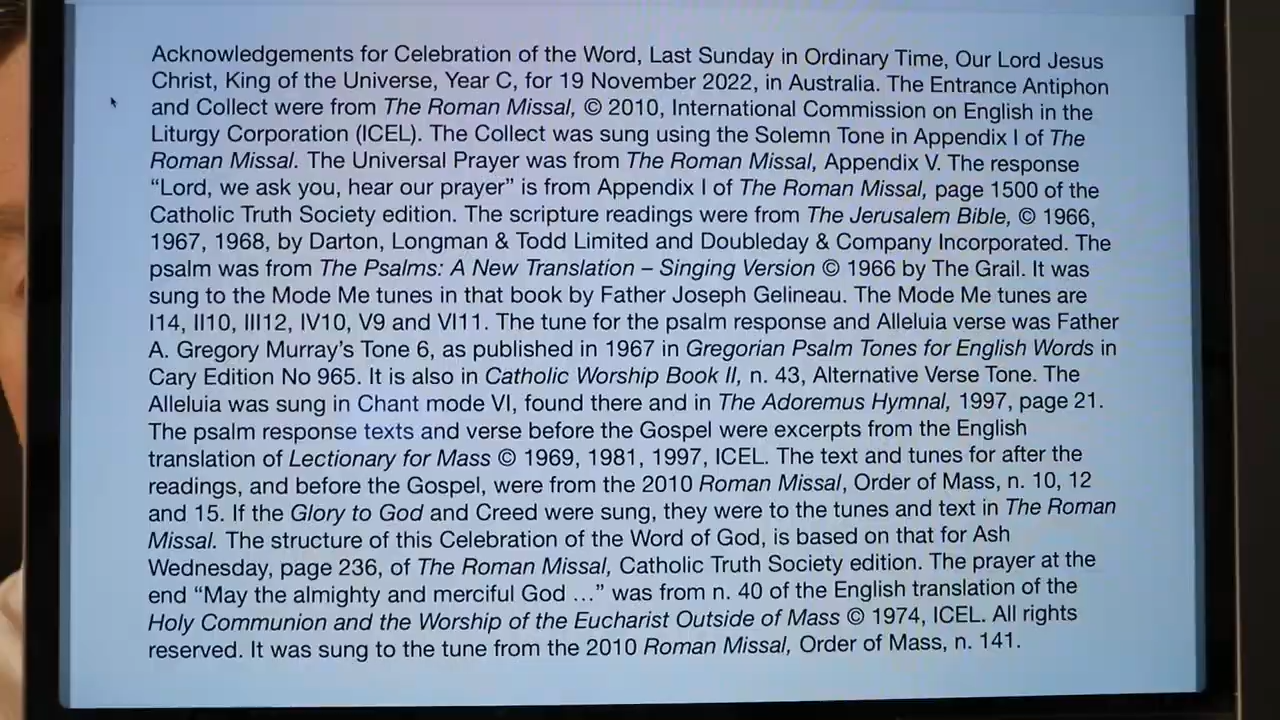 Acknowledgements for Celebration of the Word, Last Sunday in Ordinary Time, Our Lord Jesus
Christ, King of the Universe, Year C, for 19 November 2022, in Australia. The Entrance Antiphon
and Collect were from The Roman Missal, © 2010, International Commission on English in the
Liturgy Corporation (ICEL). The Collect was sung using the Solemn Tone in Appendix I of The
Roman Missal. The Universal Prayer was from The Roman Missal, Appendix V. The response
“Lord, we ask you, hear our prayer” is from Appendix I of The Roman Missal, page 1500 of the
Catholic Truth Society edition. The scripture readings were from The Jerusalem Bible, © 1966,
1967, 1968, by Darton, Longman & Todd Limited and Doubleday & Company Incorporated. The
psalm was from The Psalms: A New Translation – Singing Version © 1966 by The Grail. It was
sung to the Mode Me tunes in that book by Father Joseph Gelineau. The Mode Me tunes are
I14, II10, III12, IV10, V9 and VI11. The tune for the psalm response and Alleluia verse was Father
A. Gregory Murray’s Tone 6, as published in 1967 in Gregorian Psalm Tones for English Words in
Cary Edition No 965. It is also in Catholic Worship Book II, n. 43, Alternative Verse Tone. The
Alleluia was sung in Chant mode VI, found there and in The Adoremus Hymnal, 1997, page 21.
The psalm response texts and verse before the Gospel were excerpts from the English
translation of Lectionary for Mass © 1969, 1981, 1997, ICEL. The text and tunes for after the
readings, and before the Gospel, were from the 2010 Roman Missal, Order of Mass, n. 10, 12
and 15. If the Glory to God and Creed were sung, they were to the tunes and text in The Roman
Missal. The structure of this Celebration of the Word of God, is based on that for Ash
Wednesday, page 236, of The Roman Missal, Catholic Truth Society edition. The prayer at the
end “May the almighty and merciful God …” was from n. 40 of the English translation of the
Holy Communion and the Worship of the Eucharist Outside of Mass © 1974, ICEL. All rights
reserved. It was sung to the tune from the 2010 Roman Missal, Order of Mass, n. 141.